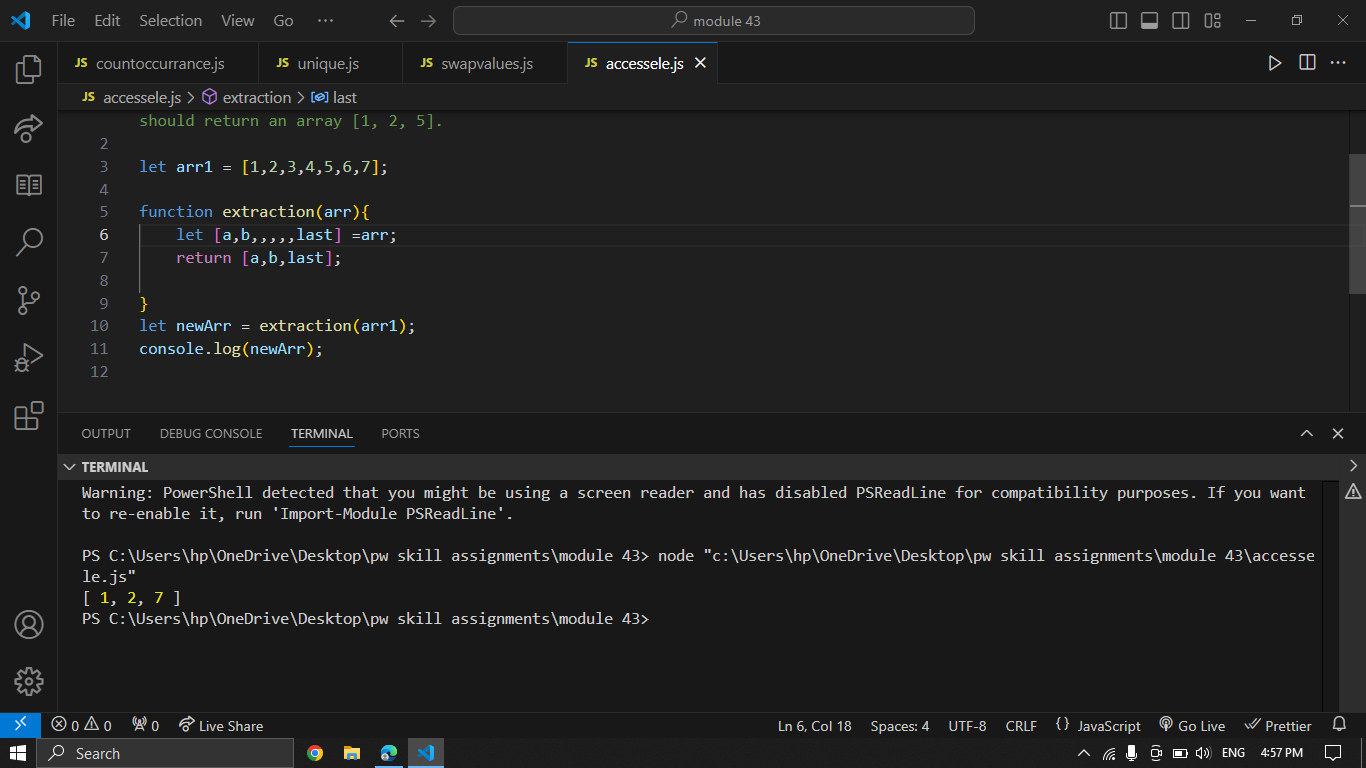 File Edit Selection View Go ··· module 43
JS countoccurrance.js JS unique.js JS swapvalues.js JS accessele.js
JS accessele.js > extraction > last
should return an array [1, 2, 5].
2
3 let arr1 = [1,2,3,4,5,6,7];
4
5 function extraction(arr){
6 let [a,b,,,,,last] =arr;
7 return [a,b,last];
8
9 }
10 let newArr = extraction(arr1);
11 console.log(newArr);
12
OUTPUT DEBUG CONSOLE TERMINAL PORTS
TERMINAL
Warning: PowerShell detected that you might be using a screen reader and has disabled PSReadLine for compatibility purposes. If you want
to re-enable it, run 'Import-Module PSReadLine'.
PS C:\Users\hp\OneDrive\Desktop\pw skill assignments\module 43> node "c:\Users\hp\OneDrive\Desktop\pw skill assignments\module 43\accesse
le.js"
[ 1, 2, 7 ]
PS C:\Users\hp\OneDrive\Desktop\pw skill assignments\module 43>
0 0 0 Live Share Ln 6, Col 18 Spaces: 4 UTF-8 CRLF {} JavaScript Go Live Prettier
Search ENG 4:57 PM